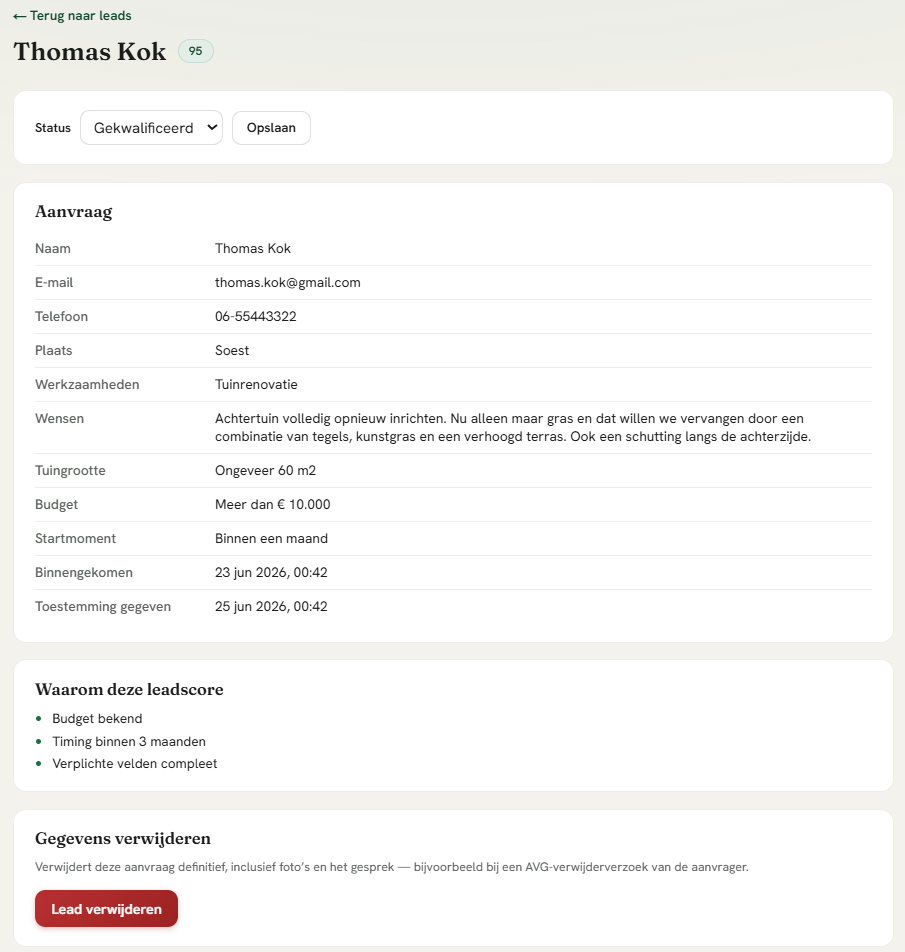 ← Terug naar leads
Thomas Kok 95
Status Gekwalificeerd Opslaan
Aanvraag
Naam Thomas Kok
E-mail thomas.kok@gmail.com
Telefoon 06-55443322
Plaats Soest
Werkzaamheden Tuinrenovatie
Wensen Achtertuin volledig opnieuw inrichten. Nu alleen maar gras en dat willen we vervangen door een
combinatie van tegels, kunstgras en een verhoogd terras. Ook een schutting langs de achterzijde.
Tuingrootte Ongeveer 60 m2
Budget Meer dan € 10.000
Startmoment Binnen een maand
Binnengekomen 23 jun 2026, 00:42
Toestemming gegeven 25 jun 2026, 00:42
Waarom deze leadscore
• Budget bekend
• Timing binnen 3 maanden
• Verplichte velden compleet
Gegevens verwijderen
Verwijdert deze aanvraag definitief, inclusief foto’s en het gesprek — bijvoorbeeld bij een AVG-verwijderverzoek van de aanvrager.
Lead verwijderen